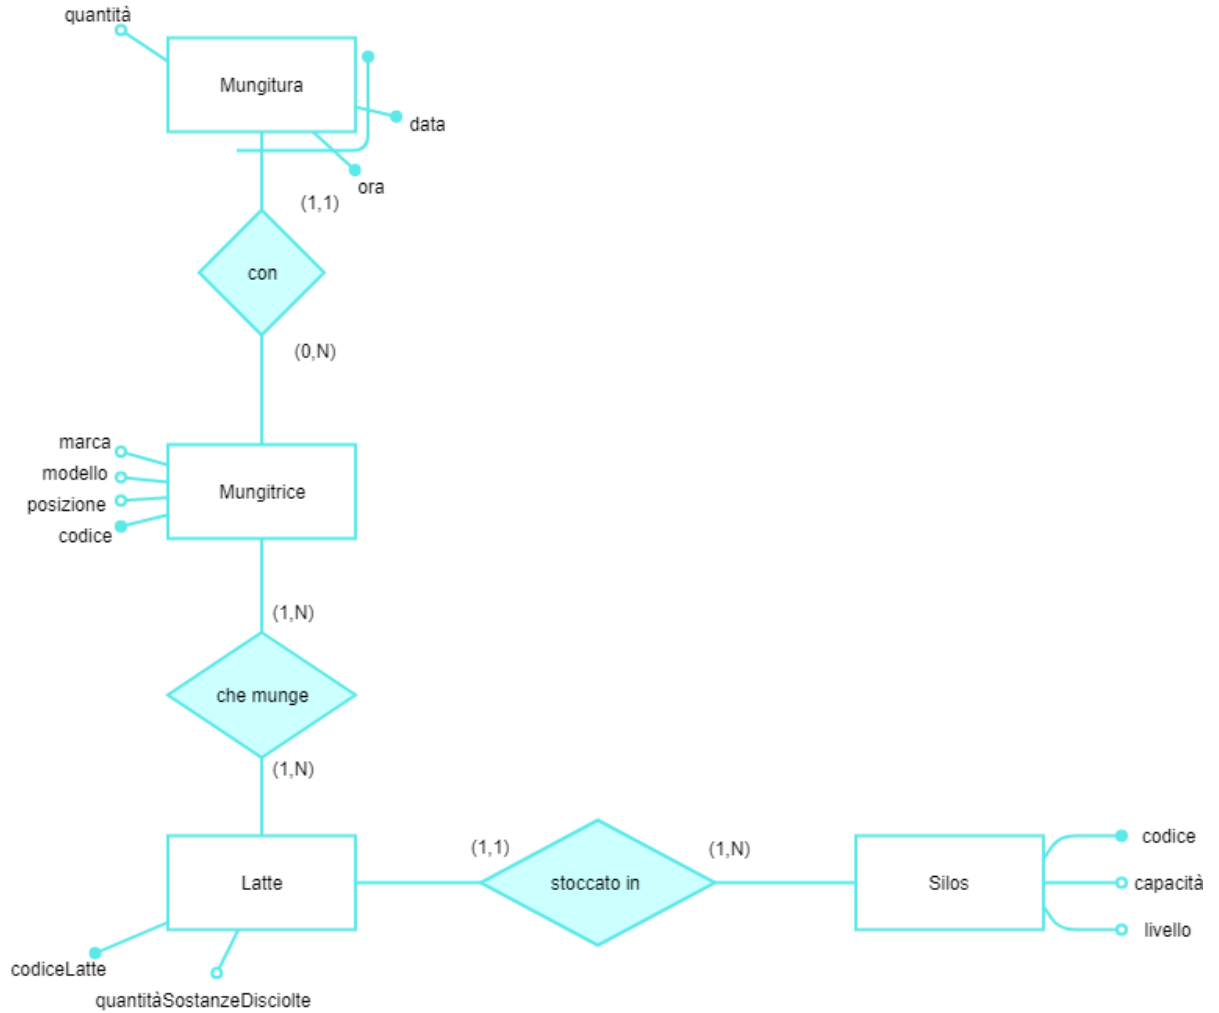 quantità
Mungitura
data
ora
(1,1)
con
(0,N)
marca
modello
posizione
codice
Mungitrice
(1,N)
che munge
(1,N)
Latte
(1,1)
stoccato in
(1,N)
Silos
codice
capacità
livello
codiceLatte
quantitàSostanzeDisciolte